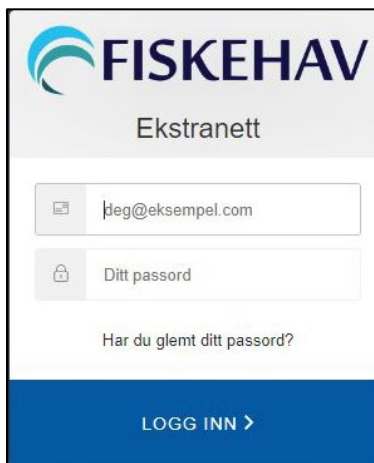 FISKEHAV
Ekstranett
deg@eksempel.com
Ditt passord
Har du glemt ditt passord?
LOGG INN >